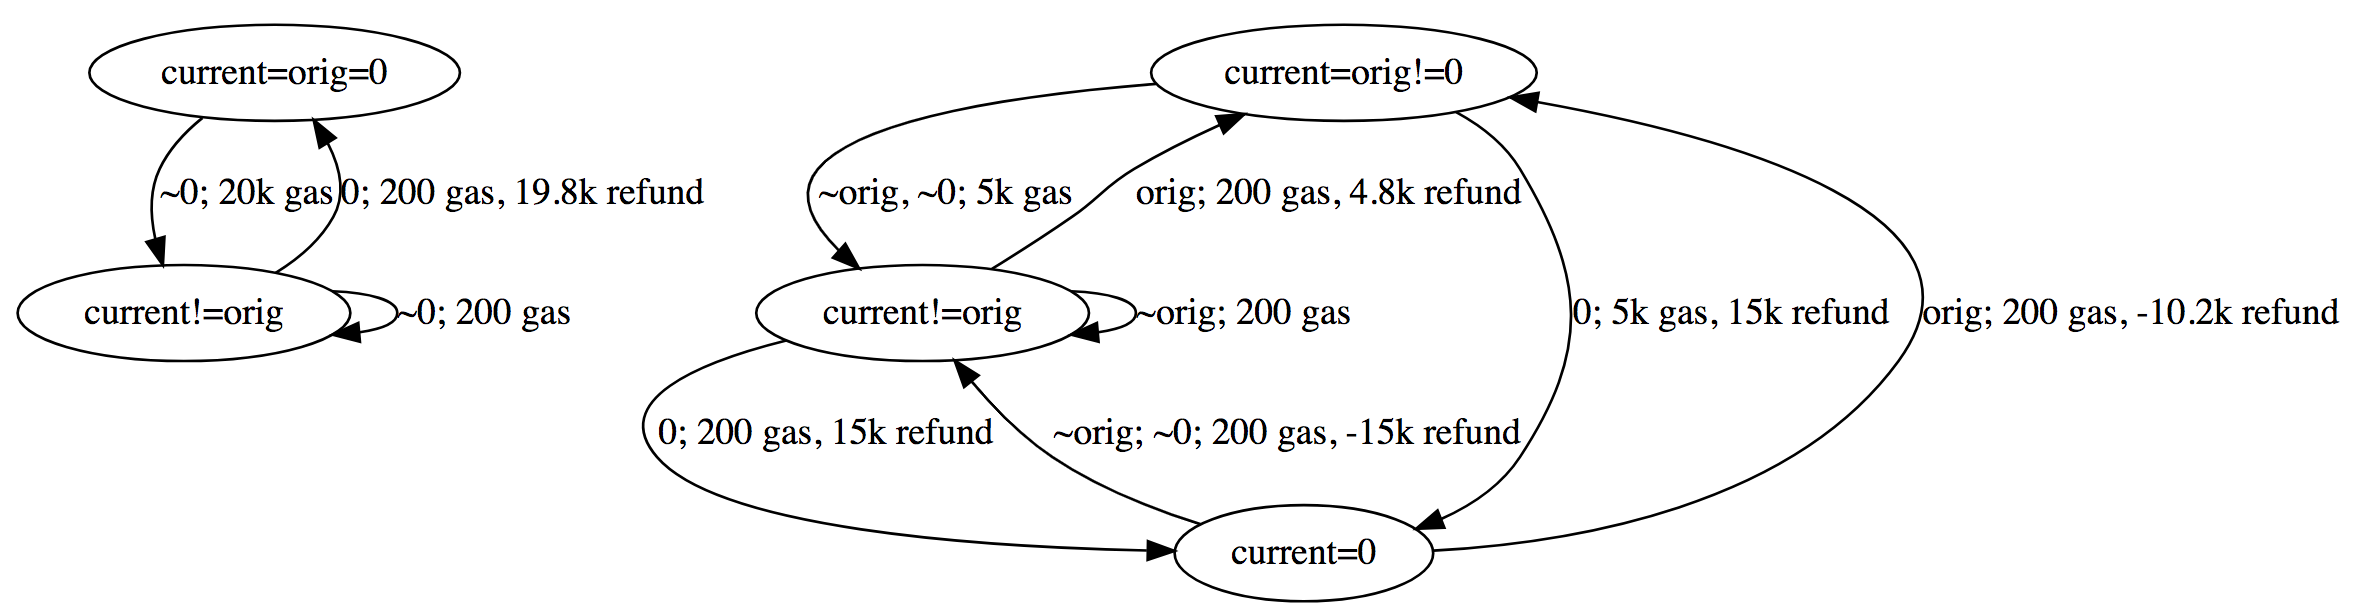 current=orig=0
current=orig!=0
~0; 20k gas
0; 200 gas, 19.8k refund
~orig, ~0; 5k gas
orig; 200 gas, 4.8k refund
current!=orig
~0; 200 gas
current!=orig
~orig; 200 gas
0; 5k gas, 15k refund
orig; 200 gas, -10.2k refund
0; 200 gas, 15k refund
~orig; ~0; 200 gas, -15k refund
current=0